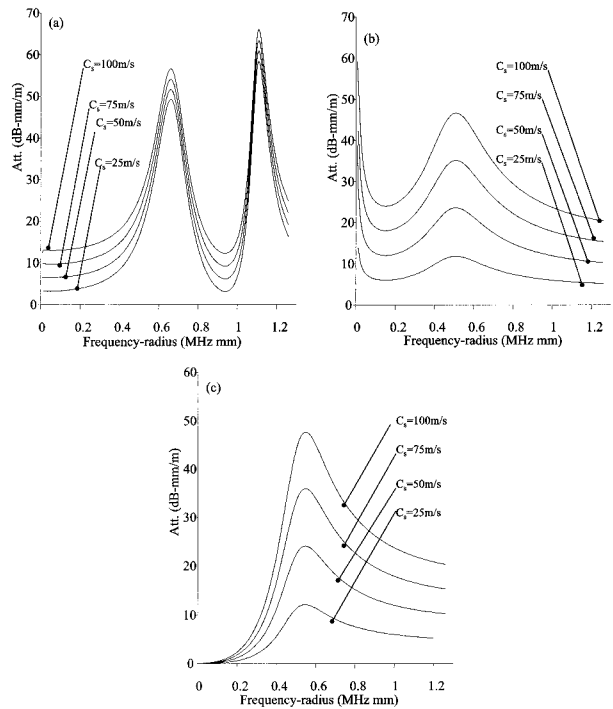 (a)
70
60
50
40
30
20
10
0
Att. (dB-mm/m)
Cs=100m/s
Cs=75m/s
Cs=50m/s
Cs=25m/s
0 0.2 0.4 0.6 0.8 1 1.2
Frequency-radius (MHz mm)
(b)
70
60
50
40
30
20
10
0
Att. (dB-mm/m)
Cs=100m/s
Cs=75m/s
Cs=50m/s
Cs=25m/s
0 0.2 0.4 0.6 0.8 1 1.2
Frequency-radius (MHz mm)
(c)
60
50
40
30
20
10
0
Att. (dB-mm/m)
Cs=100m/s
Cs=75m/s
Cs=50m/s
Cs=25m/s
0 0.2 0.4 0.6 0.8 1 1.2
Frequency-radius (MHz mm)